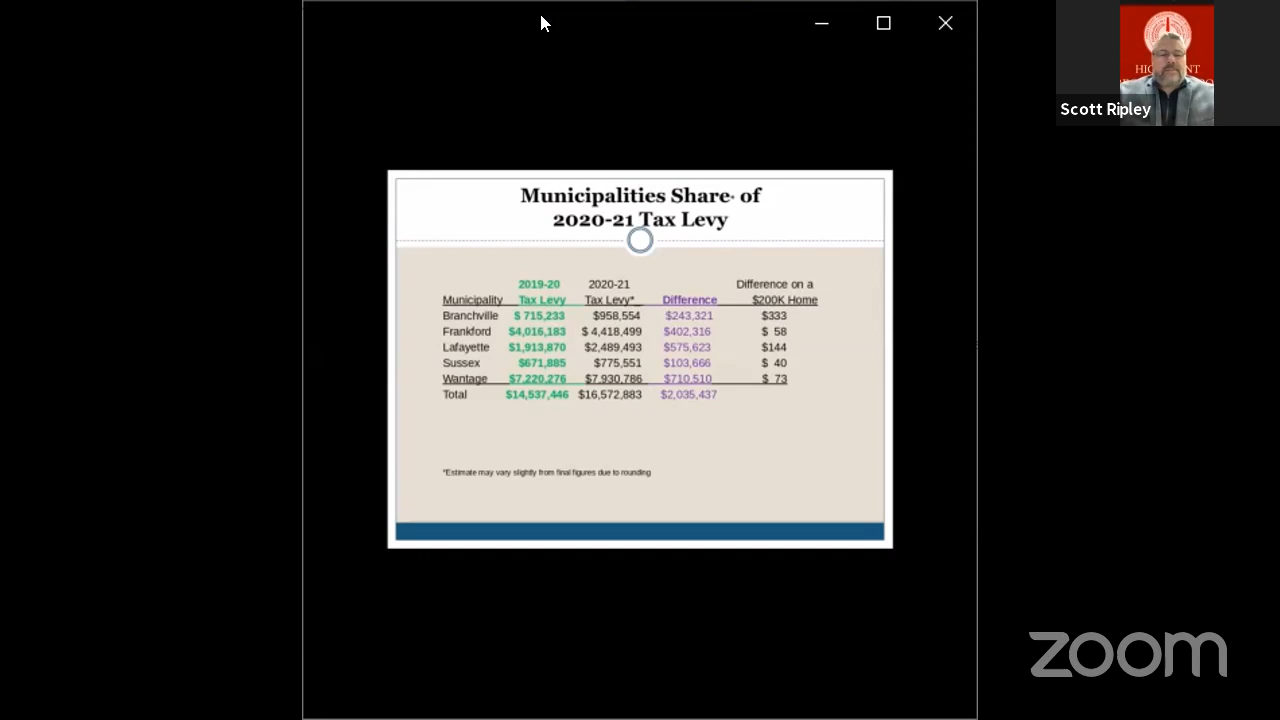 Municipalities Share* of
2020-21 Tax Levy
2019-20 2020-21 Difference on a
Municipality Tax Levy Tax Levy* Difference $200K Home
Branchville $ 715,233 $958,554 $243,321 $333
Frankford $4,016,183 $ 4,418,499 $402,316 $ 58
Lafayette $1,913,870 $2,489,493 $575,623 $144
Sussex $671,885 $775,551 $103,666 $ 40
Wantage $7,220,276 $7,930,786 $710,510 $ 73
Total $14,537,446 $16,572,883 $2,035,437
*Estimate may vary slightly from final figures due to rounding
Scott Ripley
zoom